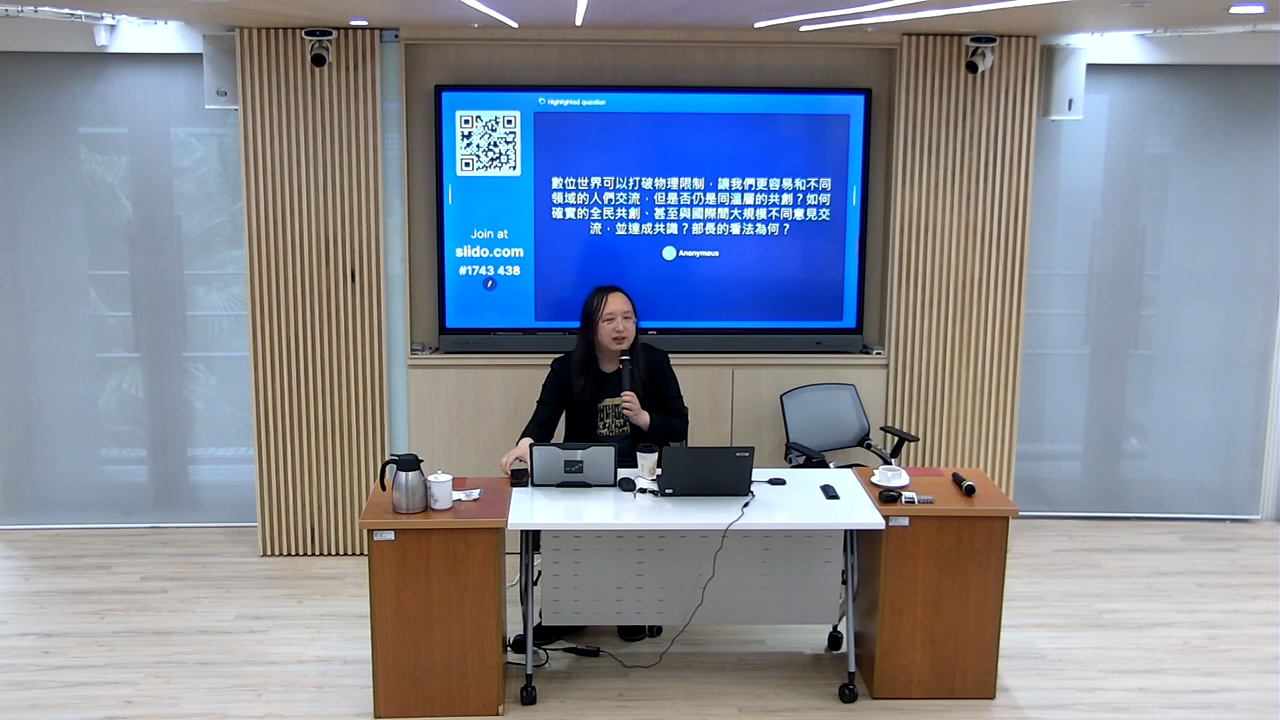 Highlighted question
數位世界可以打破物理限制，讓我們更容易和不同
領域的人們交流，但是否仍是同溫層的共創？如何
確實的全民共創、甚至與國際間大規模不同意見交
流，並達成共識？部長的看法為何？
Anonymous
Join at
slido.com
#1743 438